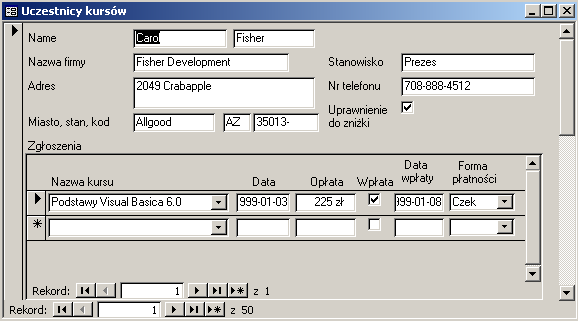 Uczestnicy kursów
Name Carol Fisher
Nazwa firmy Fisher Development Stanowisko Prezes
Adres 2049 Crabapple Nr telefonu 708-888-4512
Uprawnienie do zniżki
Miasto, stan, kod Allgood AZ 35013-
Zgłoszenia
Nazwa kursu Data Opłata Wpłata Data wpłaty Forma płatności
Podstawy Visual Basica 6.0 999-01-03 225 zł 999-01-08 Czek
Rekord: 1 z 1
Rekord: 1 z 50